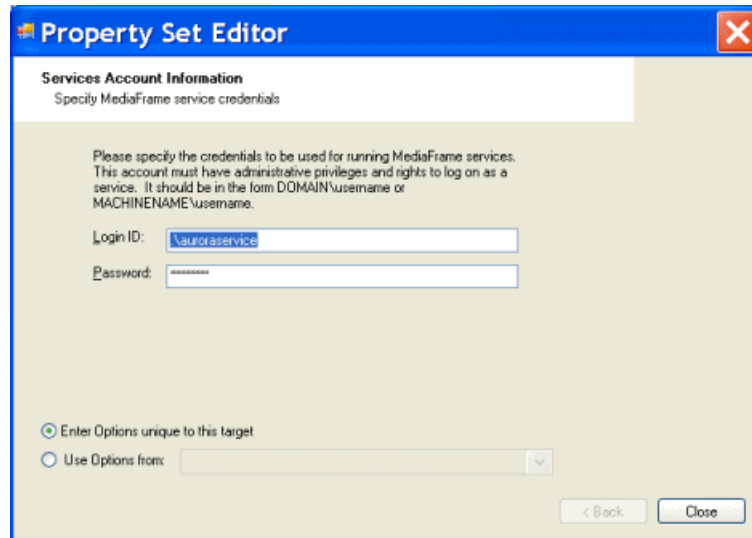 Property Set Editor
Services Account Information
Specify MediaFrame service credentials
Please specify the credentials to be used for running MediaFrame services.
This account must have administrative privileges and rights to log on as a
service. It should be in the form DOMAIN\username or
MACHINENAME\username.
Login ID: .\auroraservice
Password: ********
Enter Options unique to this target
Use Options from:
< Back Close